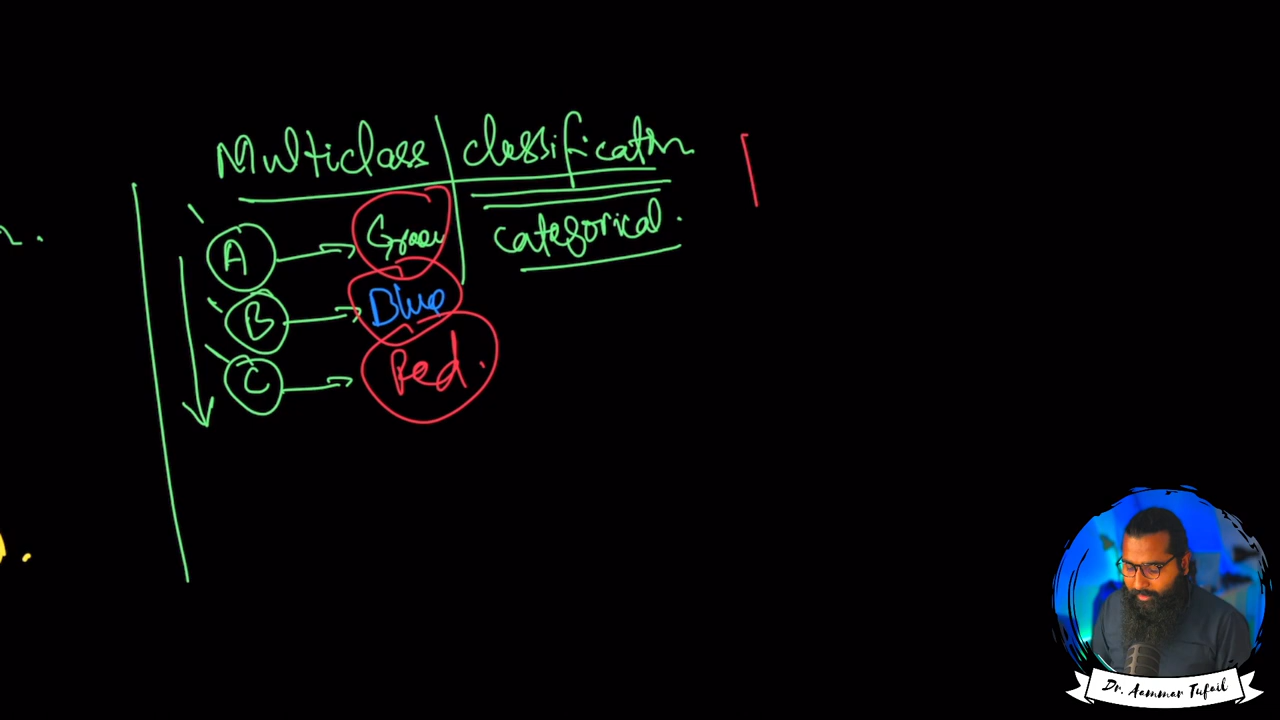 Multiclass classification
categorical.
A → Green
B → Blue
C → Red.
Dr. Aammar Tufail